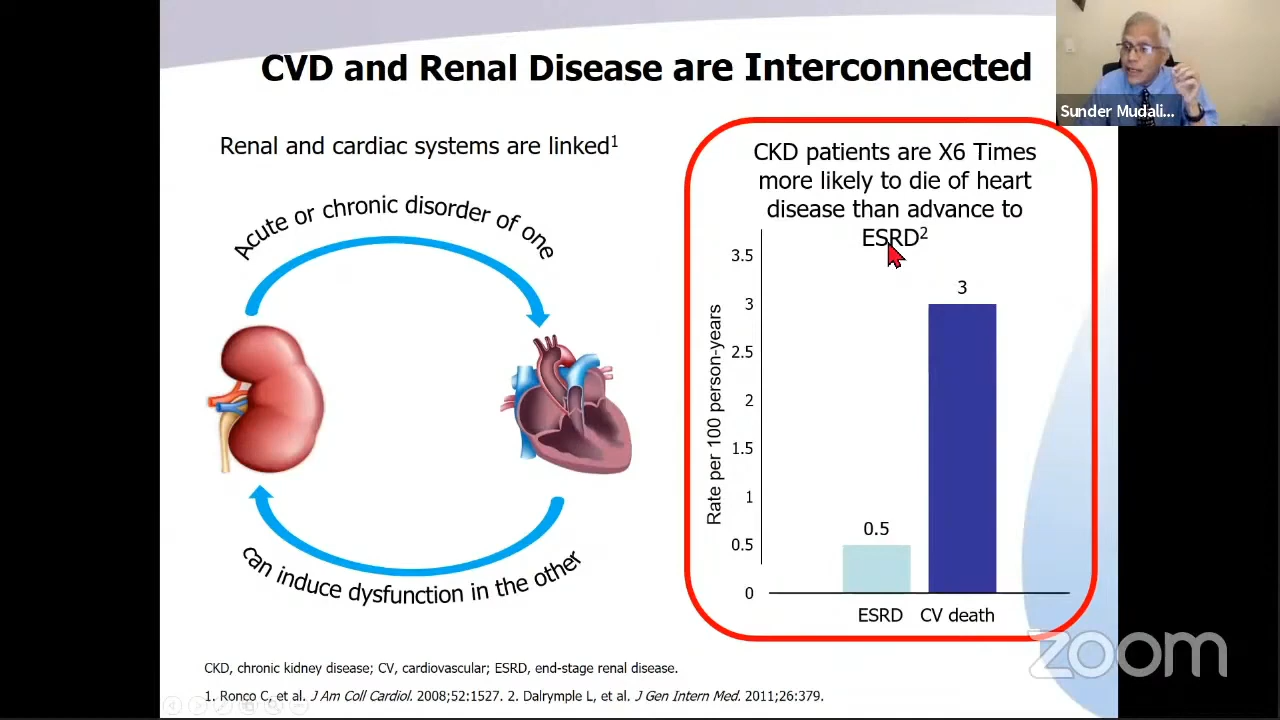 CVD and Renal Disease are Interconnected
Sunder Mudali...
Renal and cardiac systems are linked1
Acute or chronic disorder of one
can induce dysfunction in the other
CKD patients are X6 Times
more likely to die of heart
disease than advance to
ESRD2
Rate per 100 person-years
3.5
3
2.5
2
1.5
1
0.5
0
0.5
3
ESRD CV death
CKD, chronic kidney disease; CV, cardiovascular; ESRD, end-stage renal disease.
1. Ronco C, et al. J Am Coll Cardiol. 2008;52:1527. 2. Dalrymple L, et al. J Gen Intern Med. 2011;26:379.
zoom